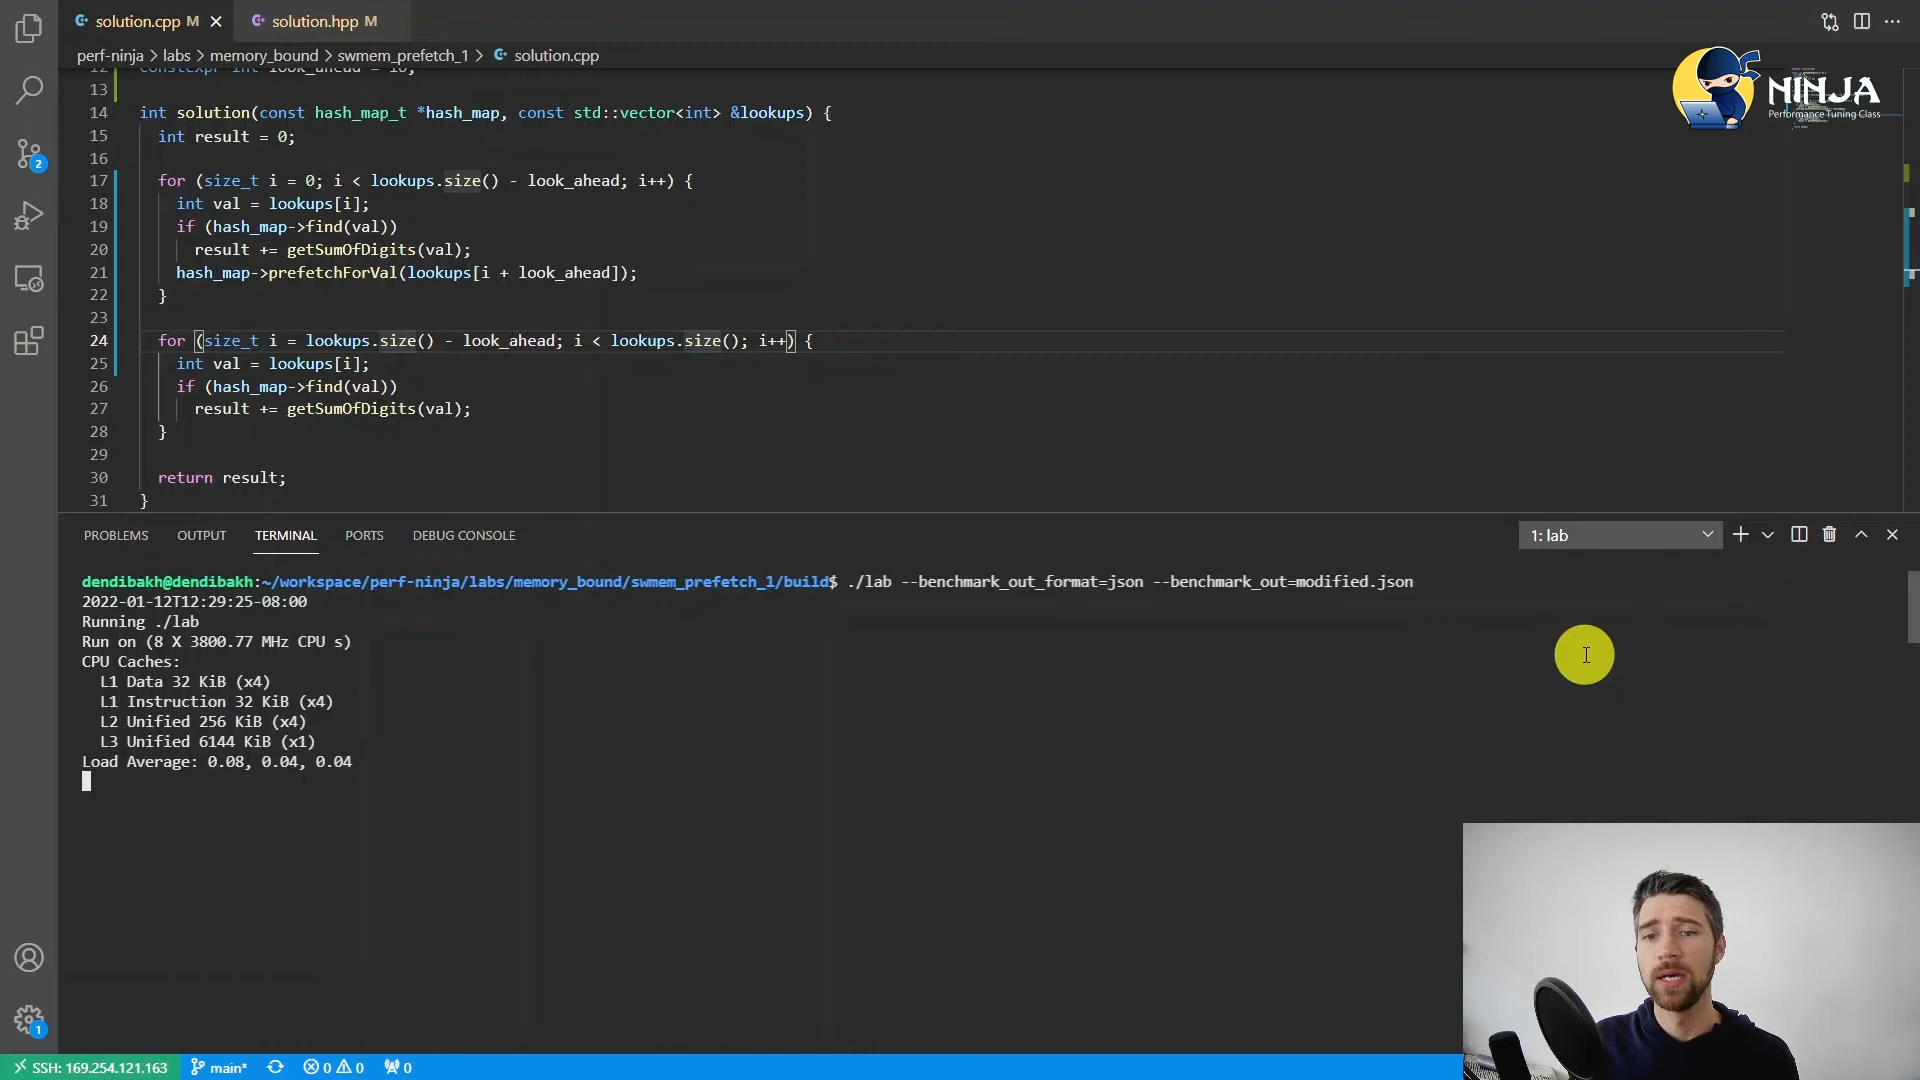 solution.cpp M
solution.hpp M
perf-ninja > labs > memory_bound > swmem_prefetch_1 > solution.cpp
NINJA
Performance Tuning Class
12 constexpr int look_ahead = 16;
13
14 int solution(const hash_map_t *hash_map, const std::vector<int> &lookups) {
15 int result = 0;
16
17 for (size_t i = 0; i < lookups.size() - look_ahead; i++) {
18 int val = lookups[i];
19 if (hash_map->find(val))
20 result += getSumOfDigits(val);
21 hash_map->prefetchForVal(lookups[i + look_ahead]);
22 }
23
24 for (size_t i = lookups.size() - look_ahead; i < lookups.size(); i++) {
25 int val = lookups[i];
26 if (hash_map->find(val))
27 result += getSumOfDigits(val);
28 }
29
30 return result;
31 }
2
PROBLEMS OUTPUT TERMINAL PORTS DEBUG CONSOLE
1: lab
dendibakh@dendibakh:~/workspace/perf-ninja/labs/memory_bound/swmem_prefetch_1/build$ ./lab --benchmark_out_format=json --benchmark_out=modified.json
2022-01-12T12:29:25-08:00
Running ./lab
Run on (8 X 3800.77 MHz CPU s)
CPU Caches:
L1 Data 32 KiB (x4)
L1 Instruction 32 KiB (x4)
L2 Unified 256 KiB (x4)
L3 Unified 6144 KiB (x1)
Load Average: 0.08, 0.04, 0.04
1
SSH: 169.254.121.163 main* 0 0 0